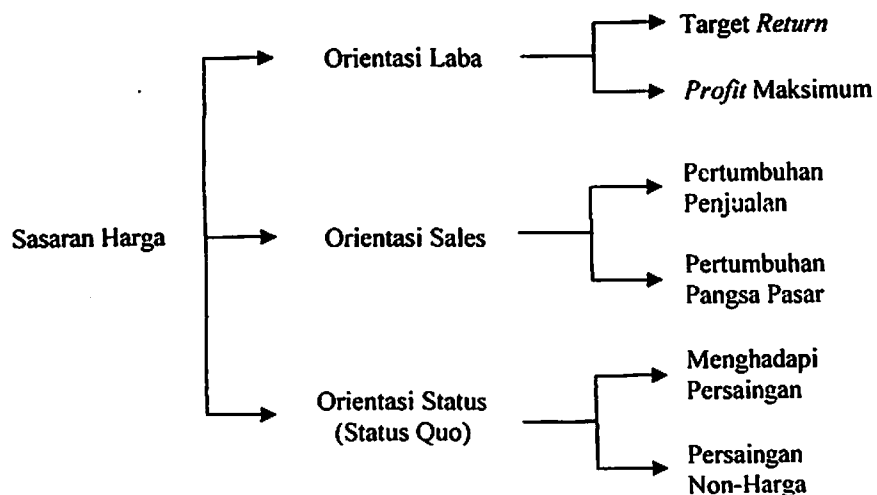 Sasaran Harga
Orientasi Laba
Target Return
Profit Maksimum
Orientasi Sales
Pertumbuhan
Penjualan
Pertumbuhan
Pangsa Pasar
Orientasi Status
(Status Quo)
Menghadapi
Persaingan
Persaingan
Non-Harga